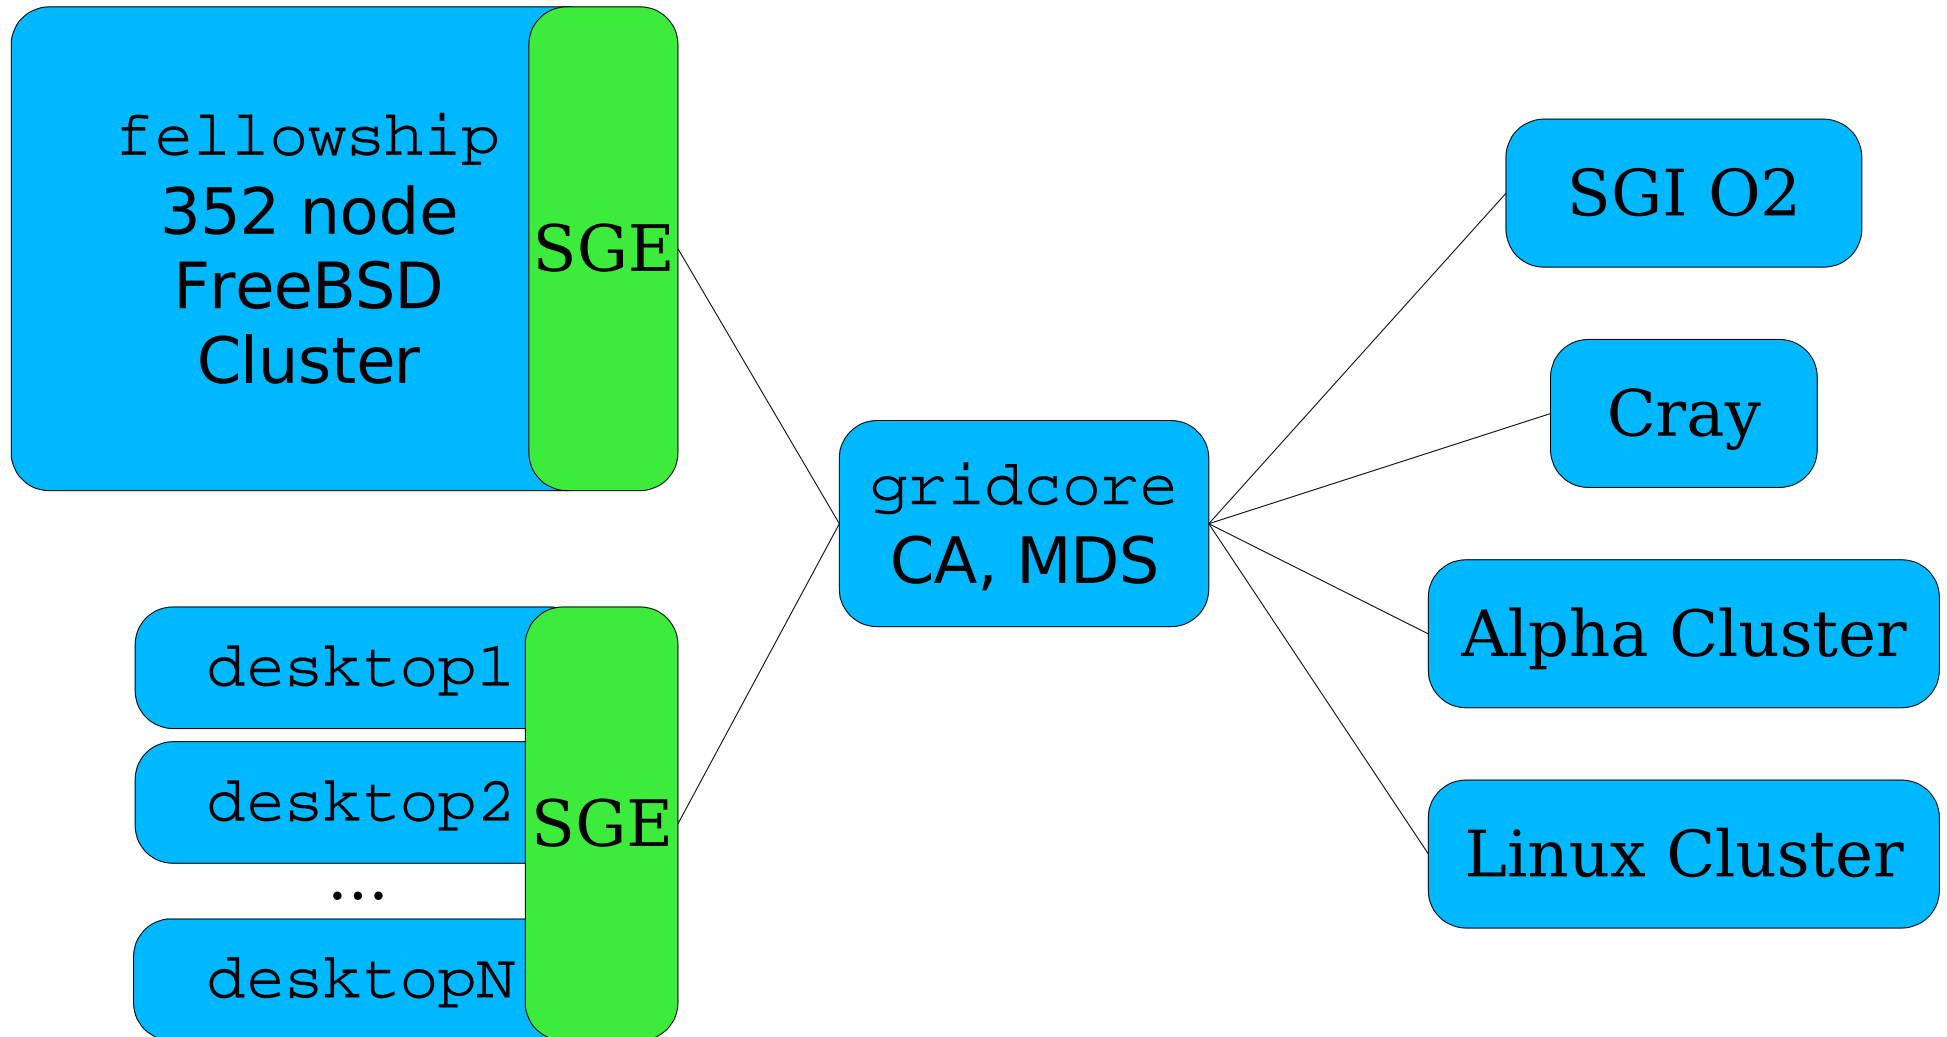 fellowship
352 node
FreeBSD
Cluster
SGE
desktop1
desktop2
...
desktopN
SGE
gridcore
CA, MDS
SGI O2
Cray
Alpha Cluster
Linux Cluster